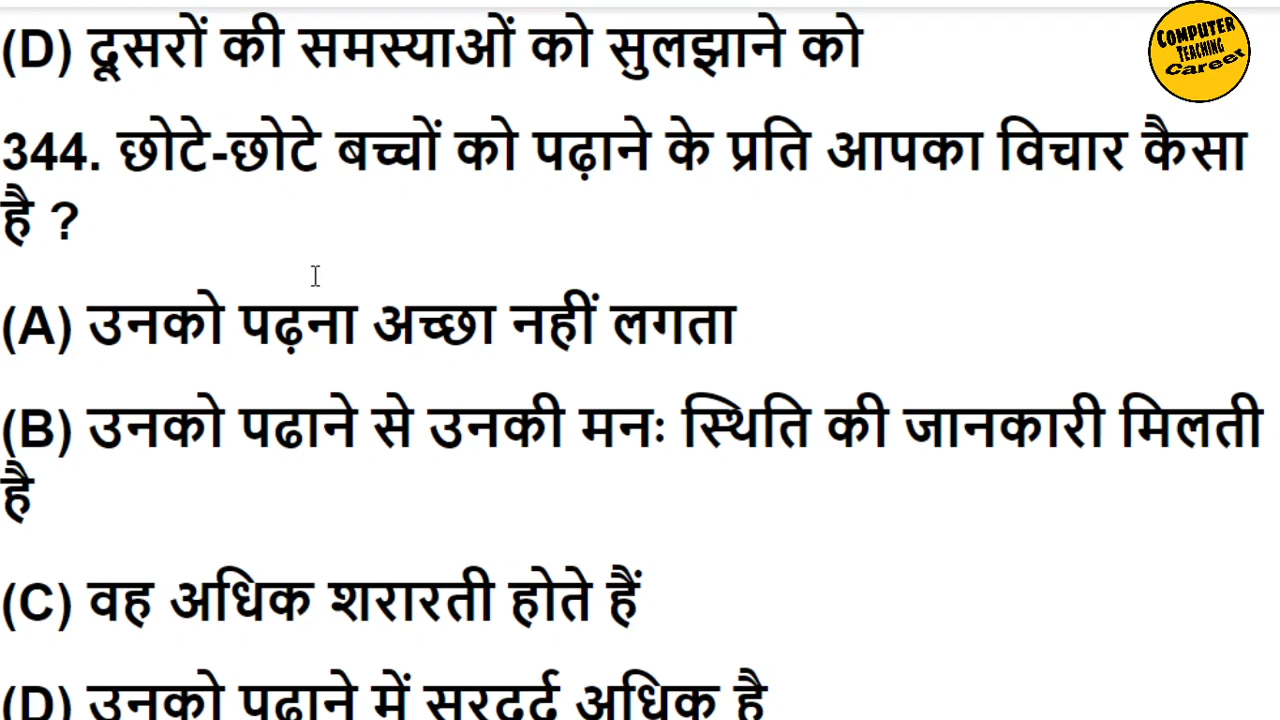 (D) दूसरों की समस्याओं को सुलझाने को
COMPUTER
TEACHING
Career
344. छोटे-छोटे बच्चों को पढ़ाने के प्रति आपका विचार कैसा
है ?
(A) उनको पढ़ना अच्छा नहीं लगता
(B) उनको पढाने से उनकी मनः स्थिति की जानकारी मिलती
है
(C) वह अधिक शरारती होते हैं
(D) उनको पढाने में सरदर्द अधिक है